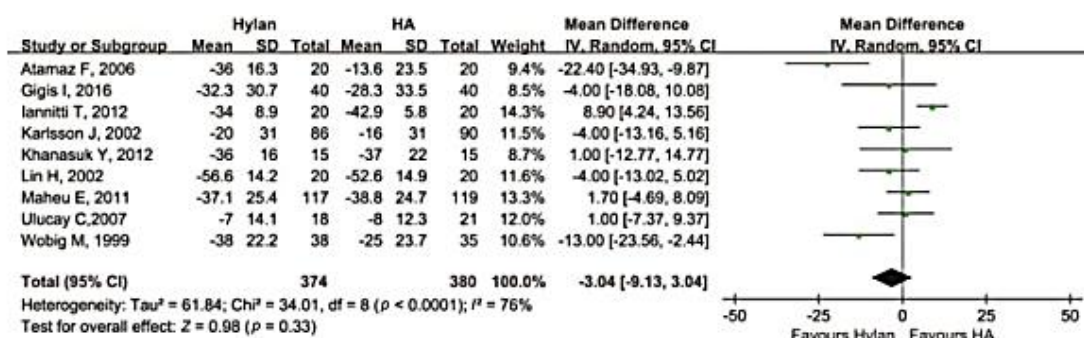 Hylan HA Mean Difference Mean Difference
Study or Subgroup Mean SD Total Mean SD Total Weight IV, Random, 95% CI IV, Random, 95% CI
Atamaz F, 2006 -36 16.3 20 -13.6 23.5 20 9.4% -22.40 [-34.93, -9.87]
Gigis I, 2016 -32.3 30.7 40 -28.3 33.5 40 8.5% -4.00 [-18.08, 10.08]
Iannitti T, 2012 -34 8.9 20 -42.9 5.8 20 14.3% 8.90 [4.24, 13.56]
Karlsson J, 2002 -20 31 86 -16 31 90 11.5% -4.00 [-13.16, 5.16]
Khanasuk Y, 2012 -36 16 15 -37 22 15 8.7% 1.00 [-12.77, 14.77]
Lin H, 2002 -56.6 14.2 20 -52.6 14.9 20 11.6% -4.00 [-13.02, 5.02]
Maheu E, 2011 -37.1 25.4 117 -38.8 24.7 119 13.3% 1.70 [-4.69, 8.09]
Ulucay C,2007 -7 14.1 18 -8 12.3 21 12.0% 1.00 [-7.37, 9.37]
Wobig M, 1999 -38 22.2 38 -25 23.7 35 10.6% -13.00 [-23.56, -2.44]
Total (95% CI) 374 380 100.0% -3.04 [-9.13, 3.04]
Heterogeneity: Tau² = 61.84; Chi² = 34.01, df = 8 (p < 0.0001); I² = 76%
Test for overall effect: Z = 0.98 (p = 0.33)
-50 -25 0 25 50
Favours Hylan Favours HA